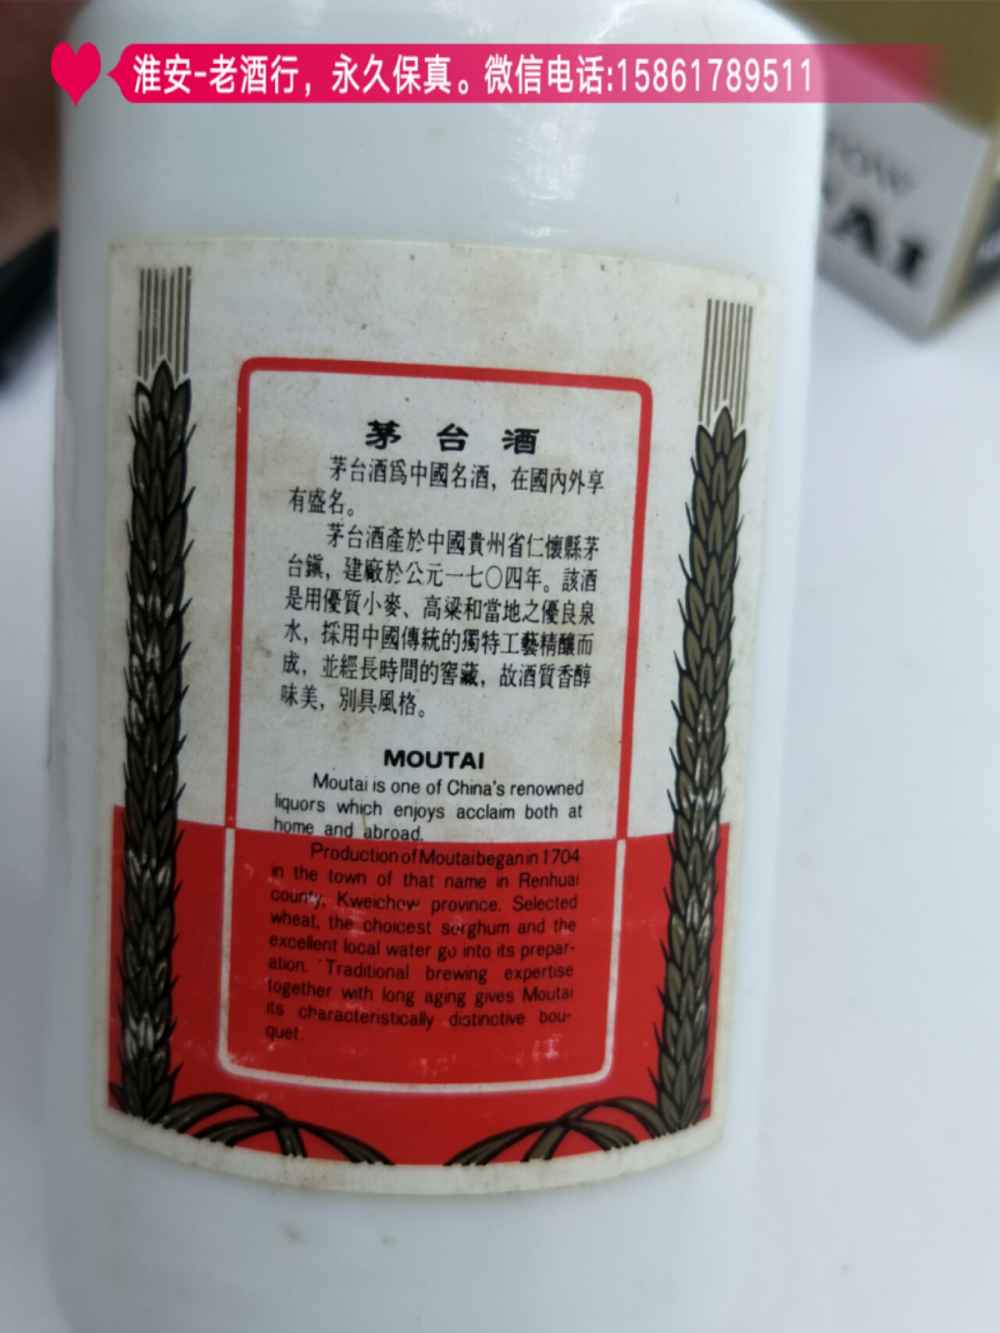 淮安-老酒行，永久保真。微信电话:15861789511
茅台酒
茅台酒爲中國名酒，在國內外享
有盛名。
茅台酒產於中國貴州省仁懷縣茅
台鎭，建廠於公元一七〇四年。該酒
是用優質小麥、高粱和當地之優良泉
水，採用中國傳統的獨特工藝精釀而
成，並經長時間的窖藏，故酒質香醇
味美，別具風格。
MOUTAI
Moutai is one of China's renowned
liquors which enjoys acclaim both at
home and abroad.
Production of Moutai began in 1704
in the town of that name in Renhuai
county, Kweichow province. Selected
wheat, the choicest sorghum and the
excellent local water go into its prepar-
ation. Traditional brewing expertise
together with long aging gives Moutai
its characteristically distinctive bou-
quet.